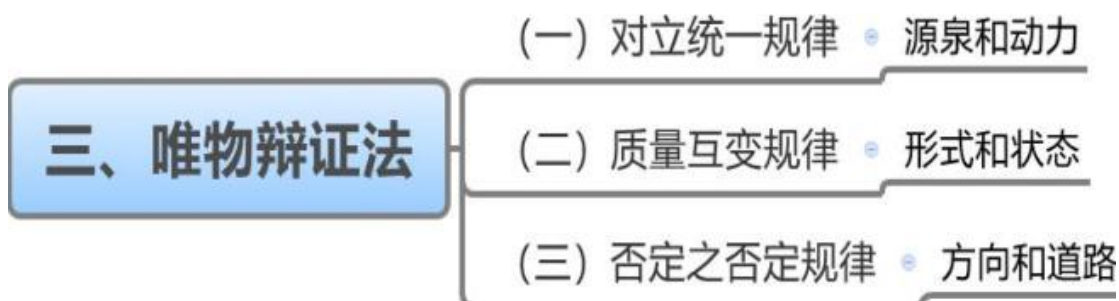 三、唯物辩证法
（一）对立统一规律 源泉和动力
（二）质量互变规律 形式和状态
（三）否定之否定规律 方向和道路